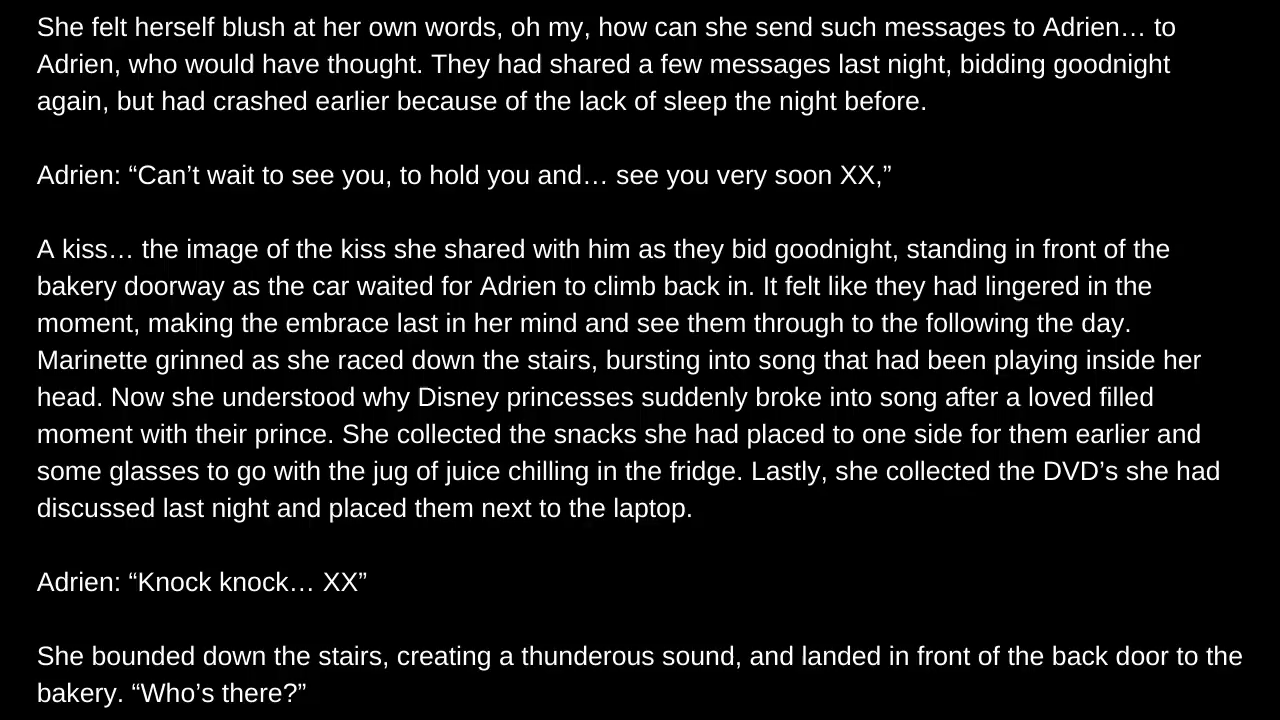 She felt herself blush at her own words, oh my, how can she send such messages to Adrien… to
Adrien, who would have thought. They had shared a few messages last night, bidding goodnight
again, but had crashed earlier because of the lack of sleep the night before.
Adrien: “Can’t wait to see you, to hold you and… see you very soon XX,”
A kiss… the image of the kiss she shared with him as they bid goodnight, standing in front of the
bakery doorway as the car waited for Adrien to climb back in. It felt like they had lingered in the
moment, making the embrace last in her mind and see them through to the following the day.
Marinette grinned as she raced down the stairs, bursting into song that had been playing inside her
head. Now she understood why Disney princesses suddenly broke into song after a loved filled
moment with their prince. She collected the snacks she had placed to one side for them earlier and
some glasses to go with the jug of juice chilling in the fridge. Lastly, she collected the DVD’s she had
discussed last night and placed them next to the laptop.
Adrien: “Knock knock… XX”
She bounded down the stairs, creating a thunderous sound, and landed in front of the back door to the
bakery. “Who’s there?”